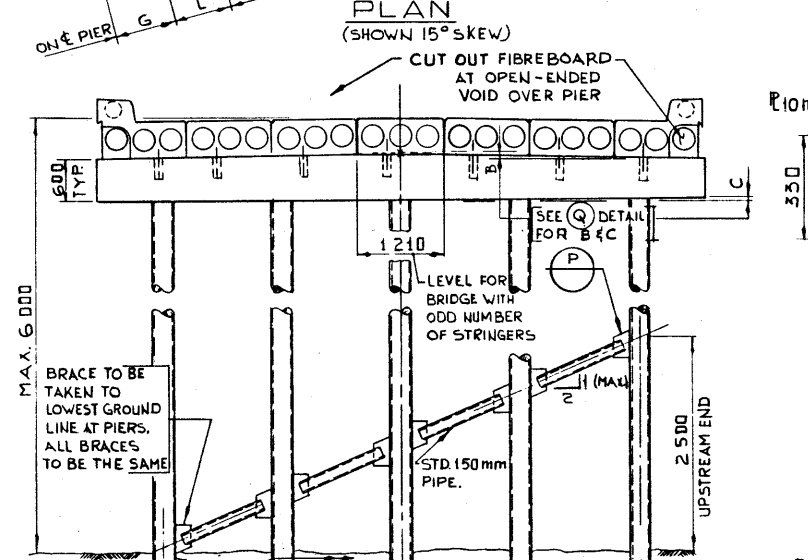 PLAN
(SHOWN 15° SKEW)
ON ℄ PIER
G
L
CUT OUT FIBREBOARD
AT OPEN-ENDED
VOID OVER PIER
600
TYP.
B
C
330
SEE Q DETAIL
FOR B & C
1 210
P
LEVEL FOR
BRIDGE WITH
ODD NUMBER
OF STRINGERS
MAX. 6 000
BRACE TO BE
TAKEN TO
LOWEST GROUND
LINE AT PIERS.
ALL BRACES
TO BE THE SAME
1 (MAX)
2
STD. 150 mm
PIPE.
2 500
UPSTREAM END